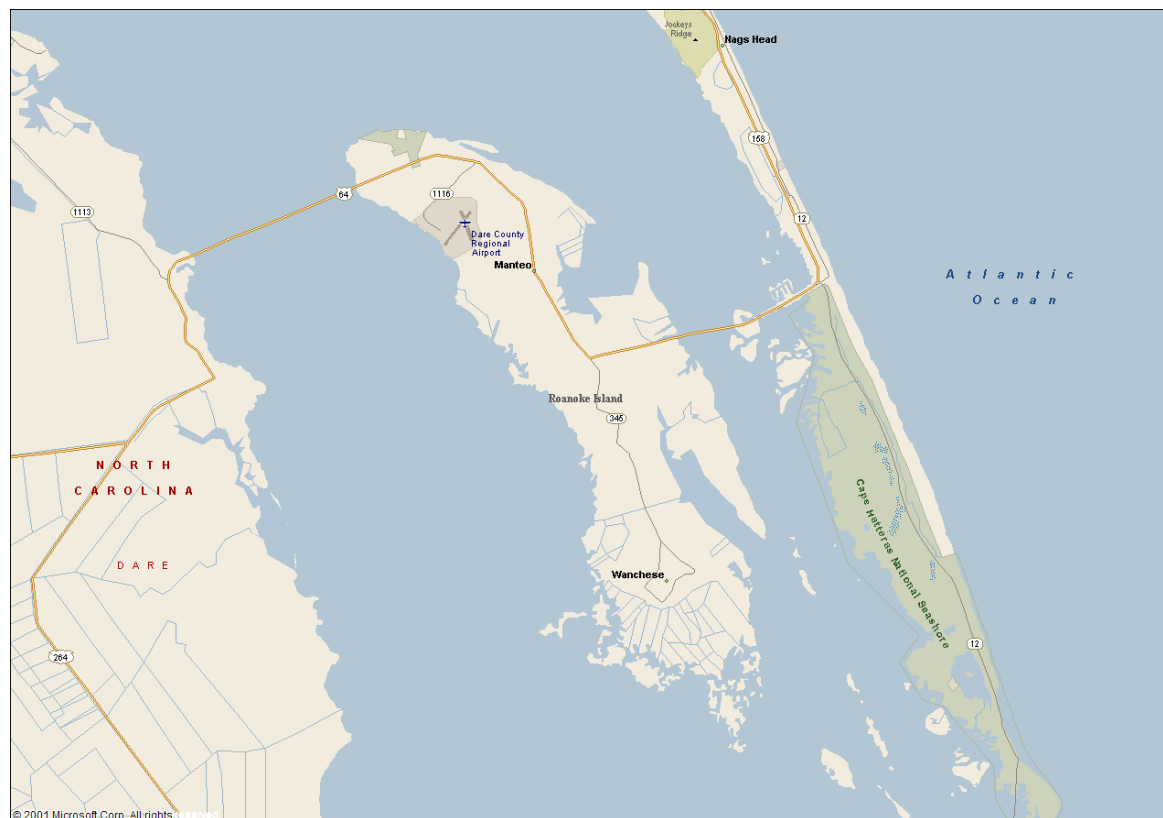 Jockeys
Ridge
Nags Head
158
64
1116
1113
12
Dare County
Regional
Airport
Manteo
Atlantic
Ocean
Roanoke Island
345
NORTH
CAROLINA
Cape Hatteras National Seashore
DARE
Wanchese
12
264
© 2001 Microsoft Corp. All rights reserved